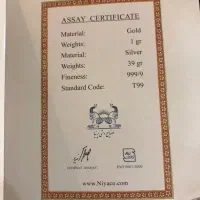 ASSAY CERTIFICATE
Material: Gold
Weights: 1 gr
Material: Silver
Weights: 39 gr
Fineness: 999/9
Standard Code: T99
www.Niyacu.com